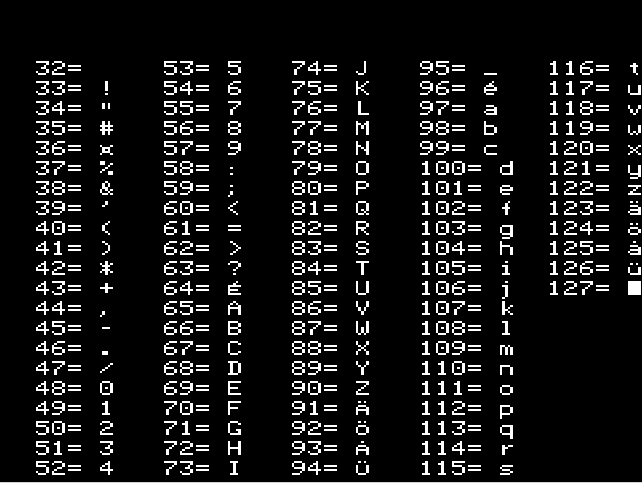 32=
33= !
34= "
35= #
36= ¤
37= %
38= &
39= '
40= (
41= )
42= *
43= +
44= ,
45= -
46= .
47= /
48= 0
49= 1
50= 2
51= 3
52= 4
53= 5
54= 6
55= 7
56= 8
57= 9
58= :
59= ;
60= <
61= =
62= >
63= ?
64= É
65= A
66= B
67= C
68= D
69= E
70= F
71= G
72= H
73= I
74= J
75= K
76= L
77= M
78= N
79= O
80= P
81= Q
82= R
83= S
84= T
85= U
86= V
87= W
88= X
89= Y
90= Z
91= Ä
92= Ö
93= Å
94= Ü
95= _
96= é
97= a
98= b
99= c
100= d
101= e
102= f
103= g
104= h
105= i
106= j
107= k
108= l
109= m
110= n
111= o
112= p
113= q
114= r
115= s
116= t
117= u
118= v
119= w
120= x
121= y
122= z
123= ä
124= ö
125= å
126= ü
127= ■